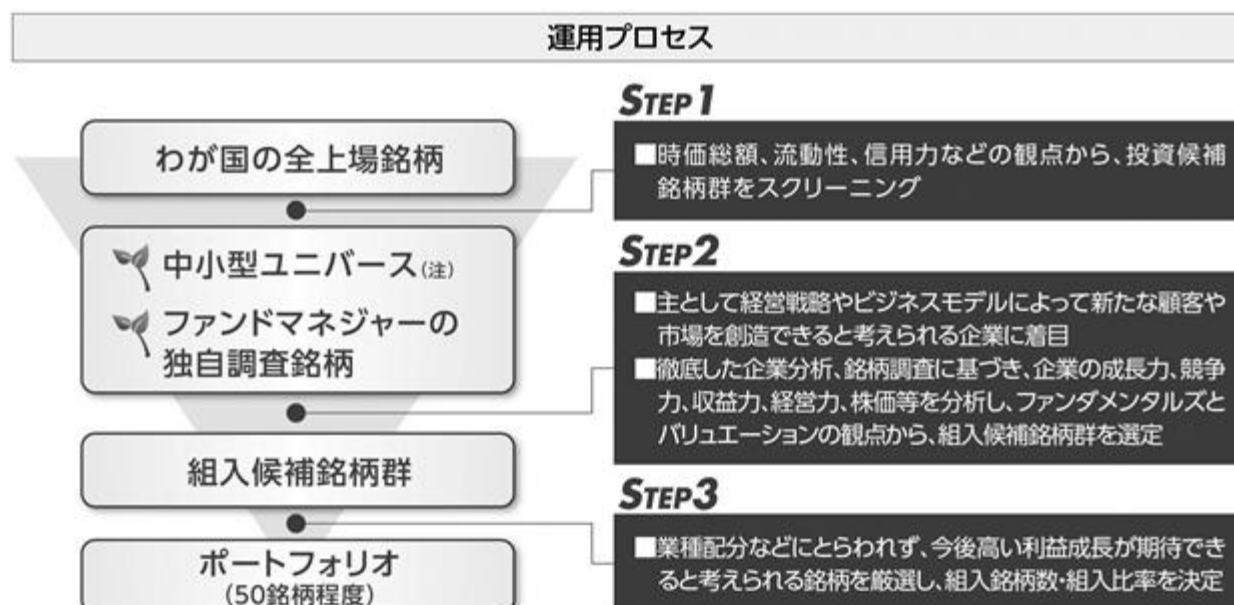 運用プロセス
わが国の全上場銘柄
中小型ユニバース(注)
ファンドマネジャーの
独自調査銘柄
組入候補銘柄群
ポートフォリオ
(50銘柄程度)
STEP1
■時価総額、流動性、信用力などの観点から、投資候補
銘柄群をスクリーニング
STEP2
■主として経営戦略やビジネスモデルによって新たな顧客や
市場を創造できると考えられる企業に着目
■徹底した企業分析、銘柄調査に基づき、企業の成長力、競争
力、収益力、経営力、株価等を分析し、ファンダメンタルズと
バリュエーションの観点から、組入候補銘柄群を選定
STEP3
■業種配分などにとらわれず、今後高い利益成長が期待でき
ると考えられる銘柄を厳選し、組入銘柄数・組入比率を決定